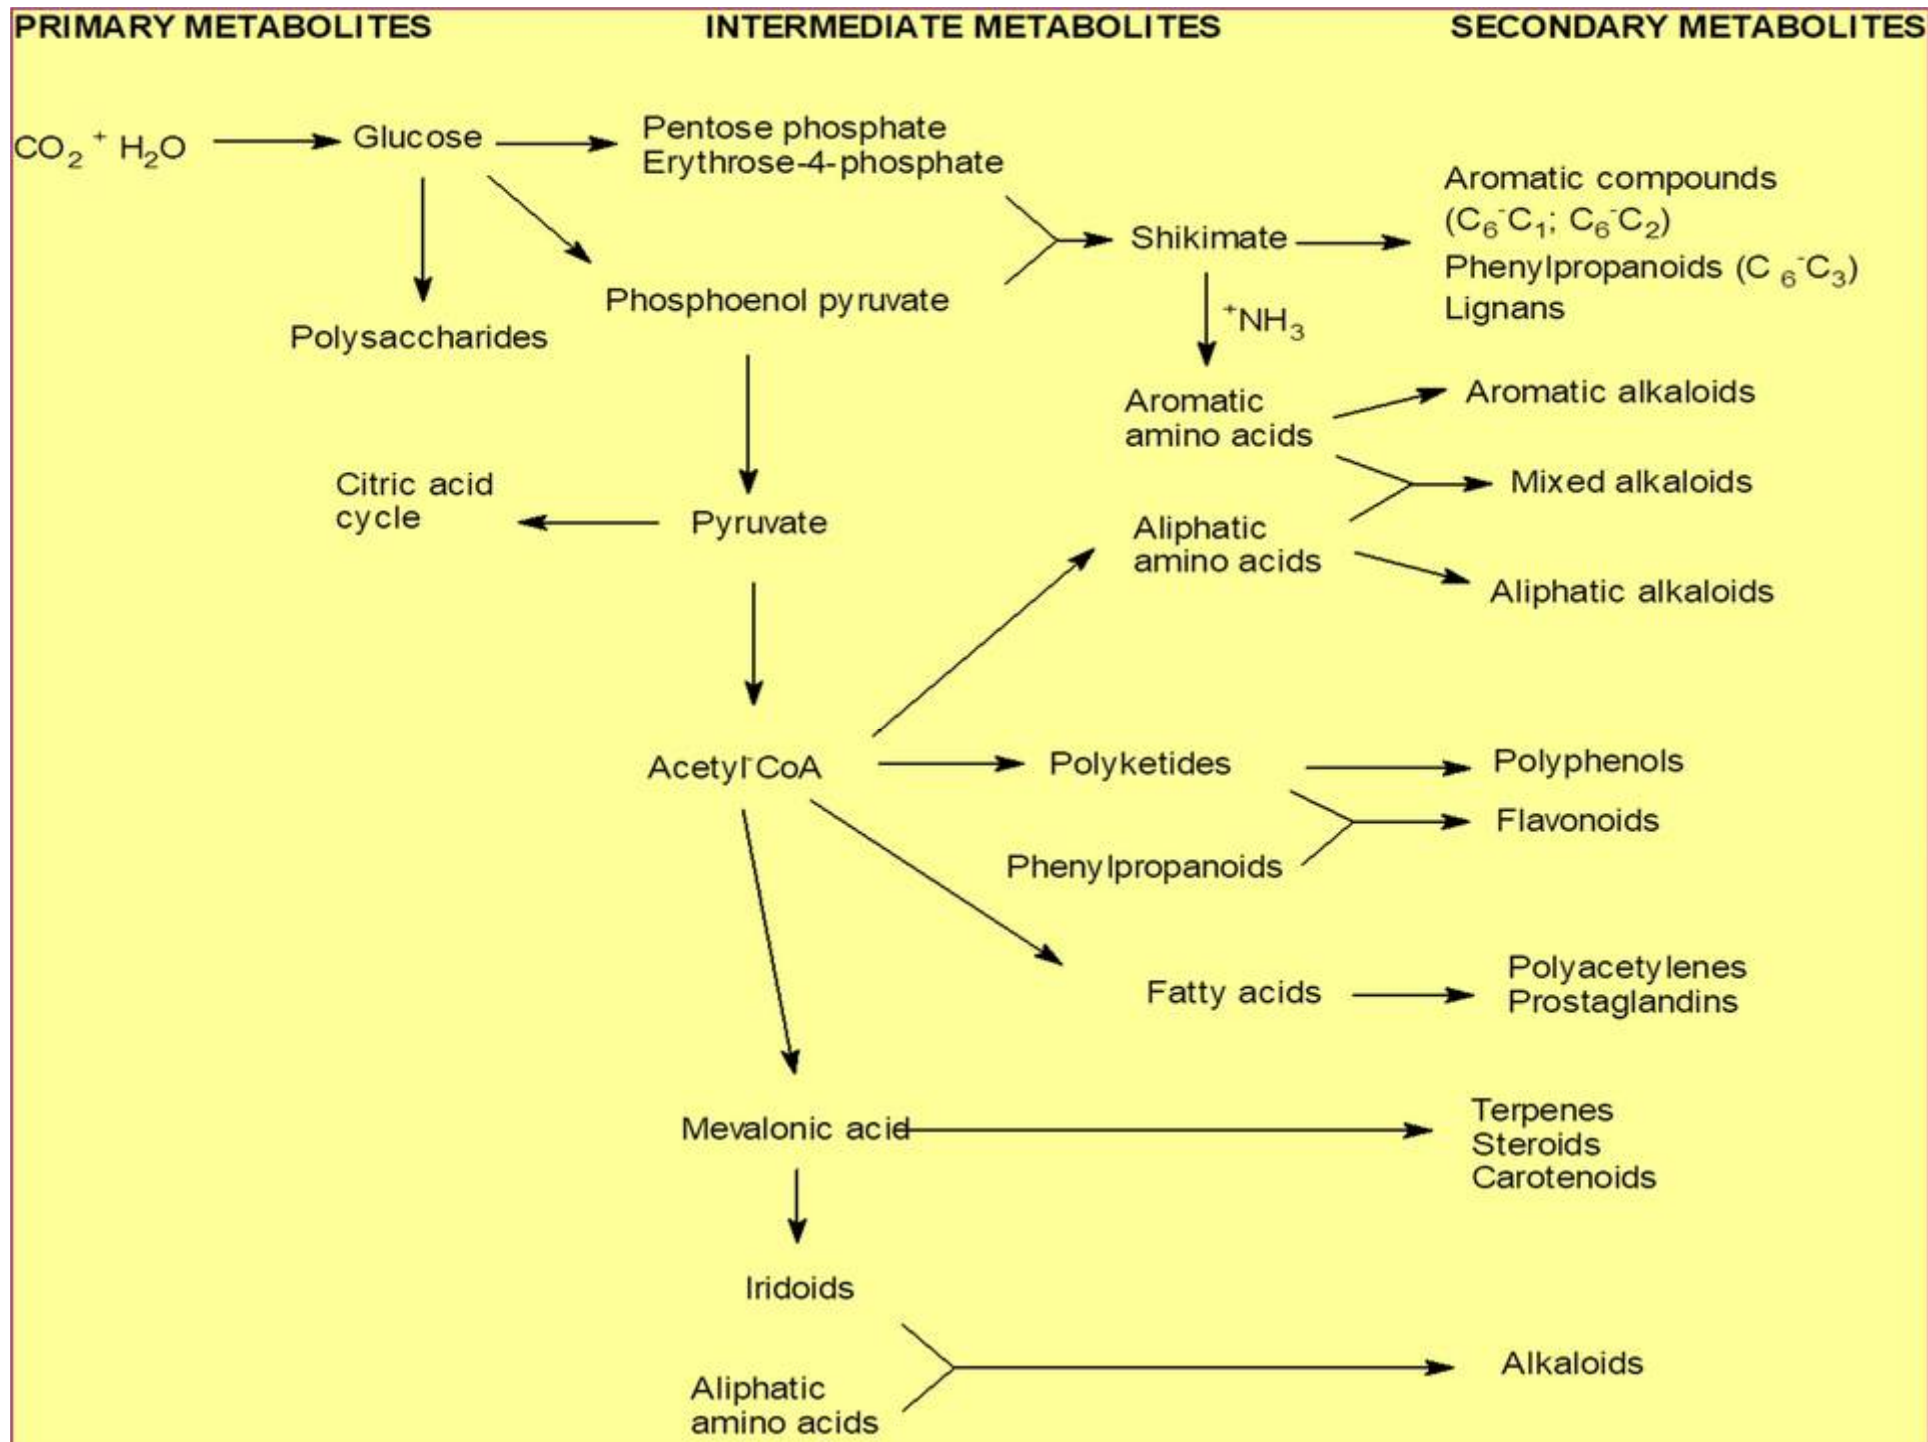 PRIMARY METABOLITES
INTERMEDIATE METABOLITES
SECONDARY METABOLITES
CO2 + H2O
Glucose
Pentose phosphate
Erythrose-4-phosphate
Aromatic compounds
(C6-C1; C6-C2)
Phenylpropanoids (C 6-C3)
Lignans
Shikimate
Phosphoenol pyruvate
+NH3
Polysaccharides
Aromatic
amino acids
Aromatic alkaloids
Mixed alkaloids
Citric acid
cycle
Pyruvate
Aliphatic
amino acids
Aliphatic alkaloids
Acetyl-CoA
Polyketides
Polyphenols
Flavonoids
Phenylpropanoids
Fatty acids
Polyacetylenes
Prostaglandins
Mevalonic acid
Terpenes
Steroids
Carotenoids
Iridoids
Alkaloids
Aliphatic
amino acids